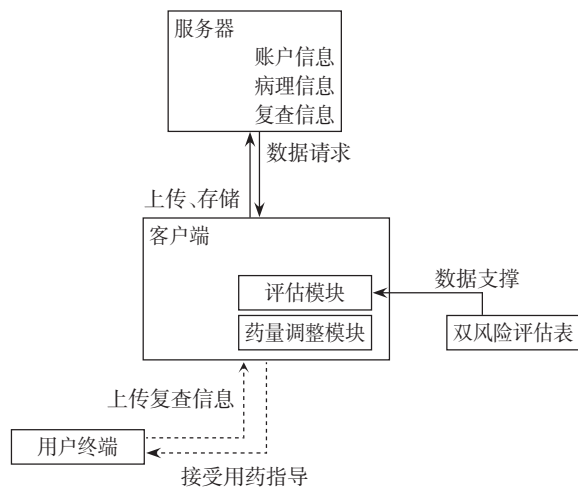 服务器
账户信息
病理信息
复查信息
数据请求
上传、存储
客户端
评估模块
药量调整模块
数据支撑
双风险评估表
上传复查信息
用户终端
接受用药指导